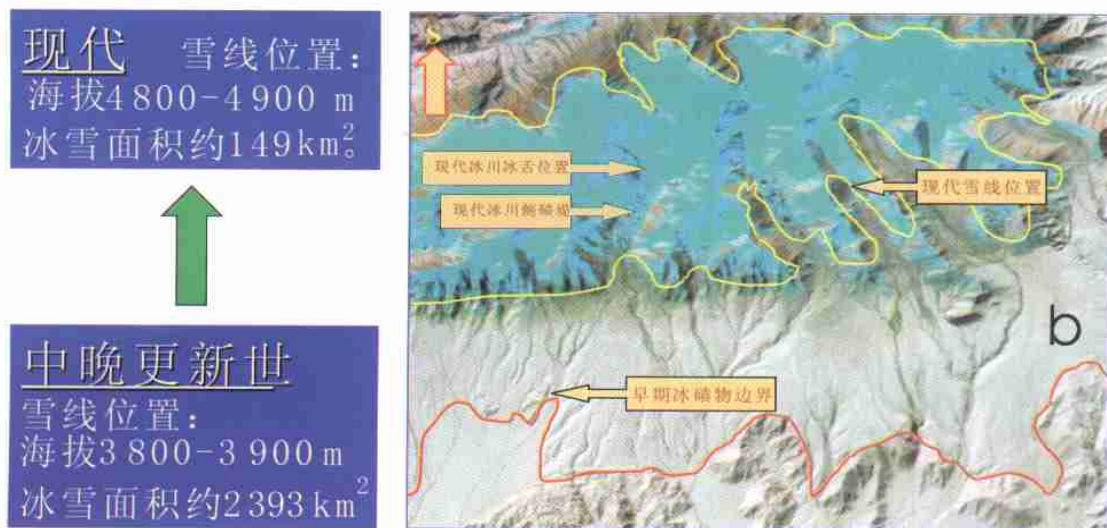 现代 雪线位置:
海拔4800-4900 m
冰雪面积约149km²。
中晚更新世
雪线位置:
海拔3800-3900 m
冰雪面积约2393km²
S
现代冰川冰舌位置
现代雪线位置
现代冰川侧碛堤
b
早期冰碛物边界